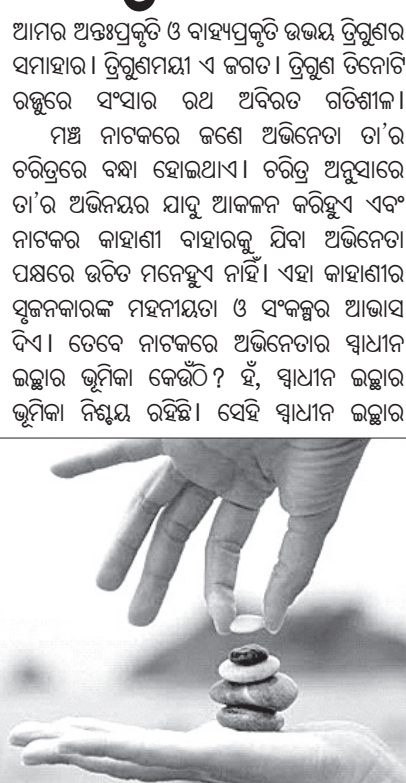 ଆମର ଅନ୍ତଃପ୍ରକୃତି ଓ ବାହ୍ୟପ୍ରକୃତି ଉଭୟ ତ୍ରିଗୁଣର
ସମାହାର। ତ୍ରିଗୁଣମୟୀ ଏ ଜଗତ। ତ୍ରିଗୁଣ ତିନୋଟି
ରଜ୍ଜୁରେ ସଂସାର ରଥ ଅବିରତ ଗତିଶୀଳ।
ମଞ୍ଚ ନାଟକରେ ଜଣେ ଅଭିନେତା ତା'ର
ଚରିତ୍ରରେ ବନ୍ଧା ହୋଇଥାଏ। ଚରିତ୍ର ଅନୁସାରେ
ତା'ର ଅଭିନୟର ଯାଦୁ ଆକଳନ କରିହୁଏ ଏବଂ
ନାଟକର କାହାଣୀ ବାହାରକୁ ଯିବା ଅଭିନେତା
ପକ୍ଷରେ ଉଚିତ ମନେହୁଏ ନାହିଁ। ଏହା କାହାଣୀର
ସୃଜନକାରଙ୍କ ମହନୀୟତା ଓ ସଂକଳ୍ପର ଆଭାସ
ଦିଏ। ତେବେ ନାଟକରେ ଅଭିନେତାର ସ୍ୱାଧୀନ
ଇଚ୍ଛାର ଭୂମିକା କେଉଁଠି? ହଁ, ସ୍ୱାଧୀନ ଇଚ୍ଛାର
ଭୂମିକା ନିଶ୍ଚୟ ରହିଛି। ସେହି ସ୍ୱାଧୀନ ଇଚ୍ଛାର